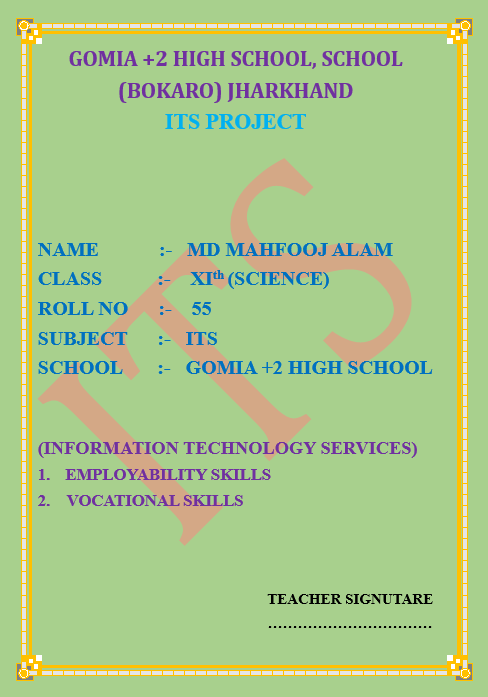 GOMIA +2 HIGH SCHOOL, SCHOOL
(BOKARO) JHARKHAND
ITS PROJECT
NAME :- MD MAHFOOJ ALAM
CLASS :- XIth (SCIENCE)
ROLL NO :- 55
SUBJECT :- ITS
SCHOOL :- GOMIA +2 HIGH SCHOOL
ITS
(INFORMATION TECHNOLOGY SERVICES)
1. EMPLOYABILITY SKILLS
2. VOCATIONAL SKILLS
TEACHER SIGNUTARE
……………………………